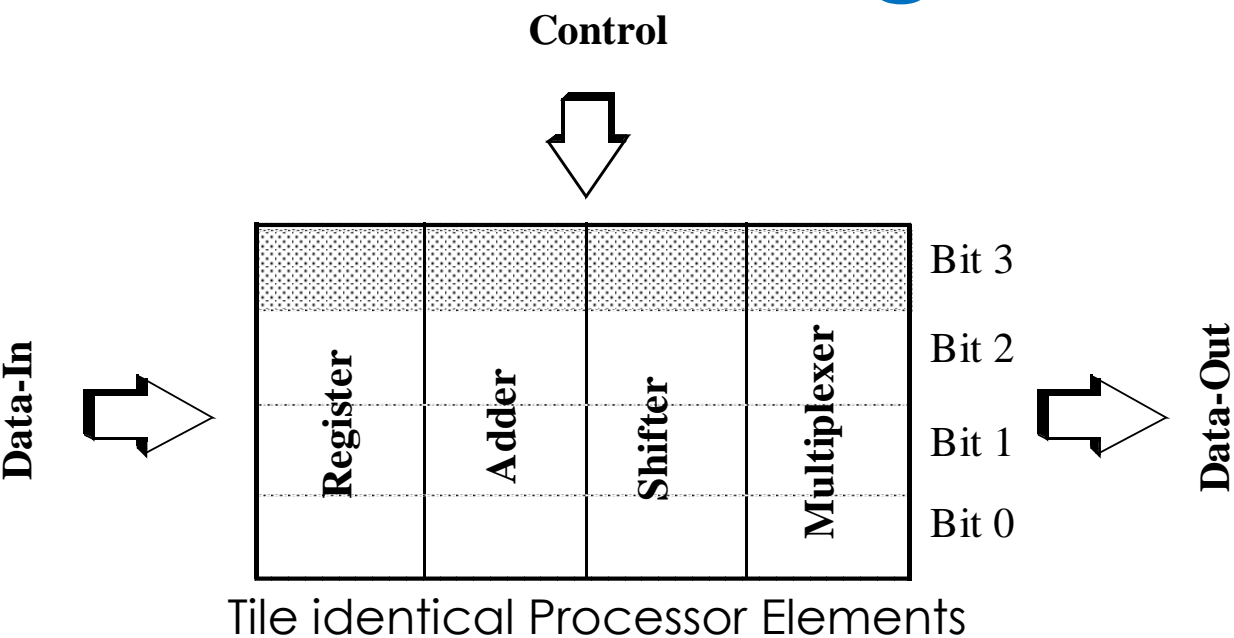 Control
Data-In
Register
Adder
Shifter
Multiplexer
Bit 3
Bit 2
Bit 1
Bit 0
Data-Out
Tile identical Processor Elements